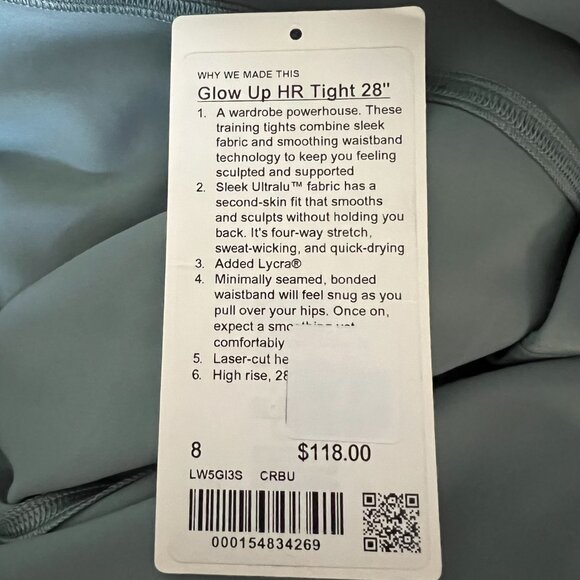 WHY WE MADE THIS
Glow Up HR Tight 28"
1. A wardrobe powerhouse. These
training tights combine sleek
fabric and smoothing waistband
technology to keep you feeling
sculpted and supported
2. Sleek Ultralu™ fabric has a
second-skin fit that smooths
and sculpts without holding you
back. It's four-way stretch,
sweat-wicking, and quick-drying
3. Added Lycra®
4. Minimally seamed, bonded
waistband will feel snug as you
pull over your hips. Once on,
expect a
comfortably
5. Laser-cut
6. High rise, 28
8 $118.00
LW5GI3S CRBU
000154834269